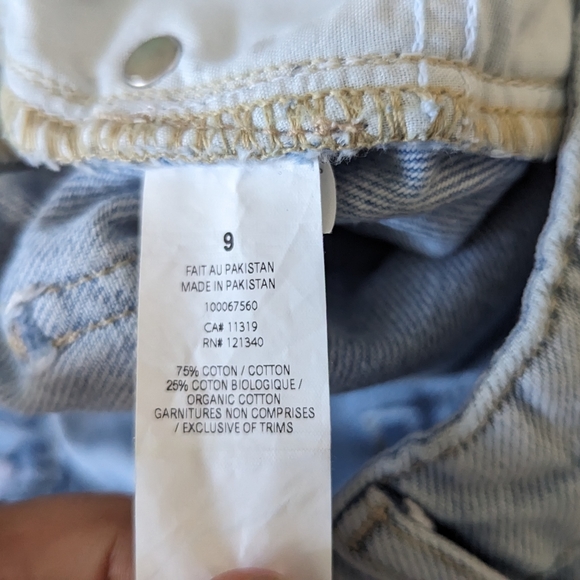 9
FAIT AU PAKISTAN
MADE IN PAKISTAN
100067560
CA# 11319
RN# 121340
75% COTON / COTTON
25% COTON BIOLOGIQUE /
ORGANIC COTTON
GARNITURES NON COMPRISES
/ EXCLUSIVE OF TRIMS